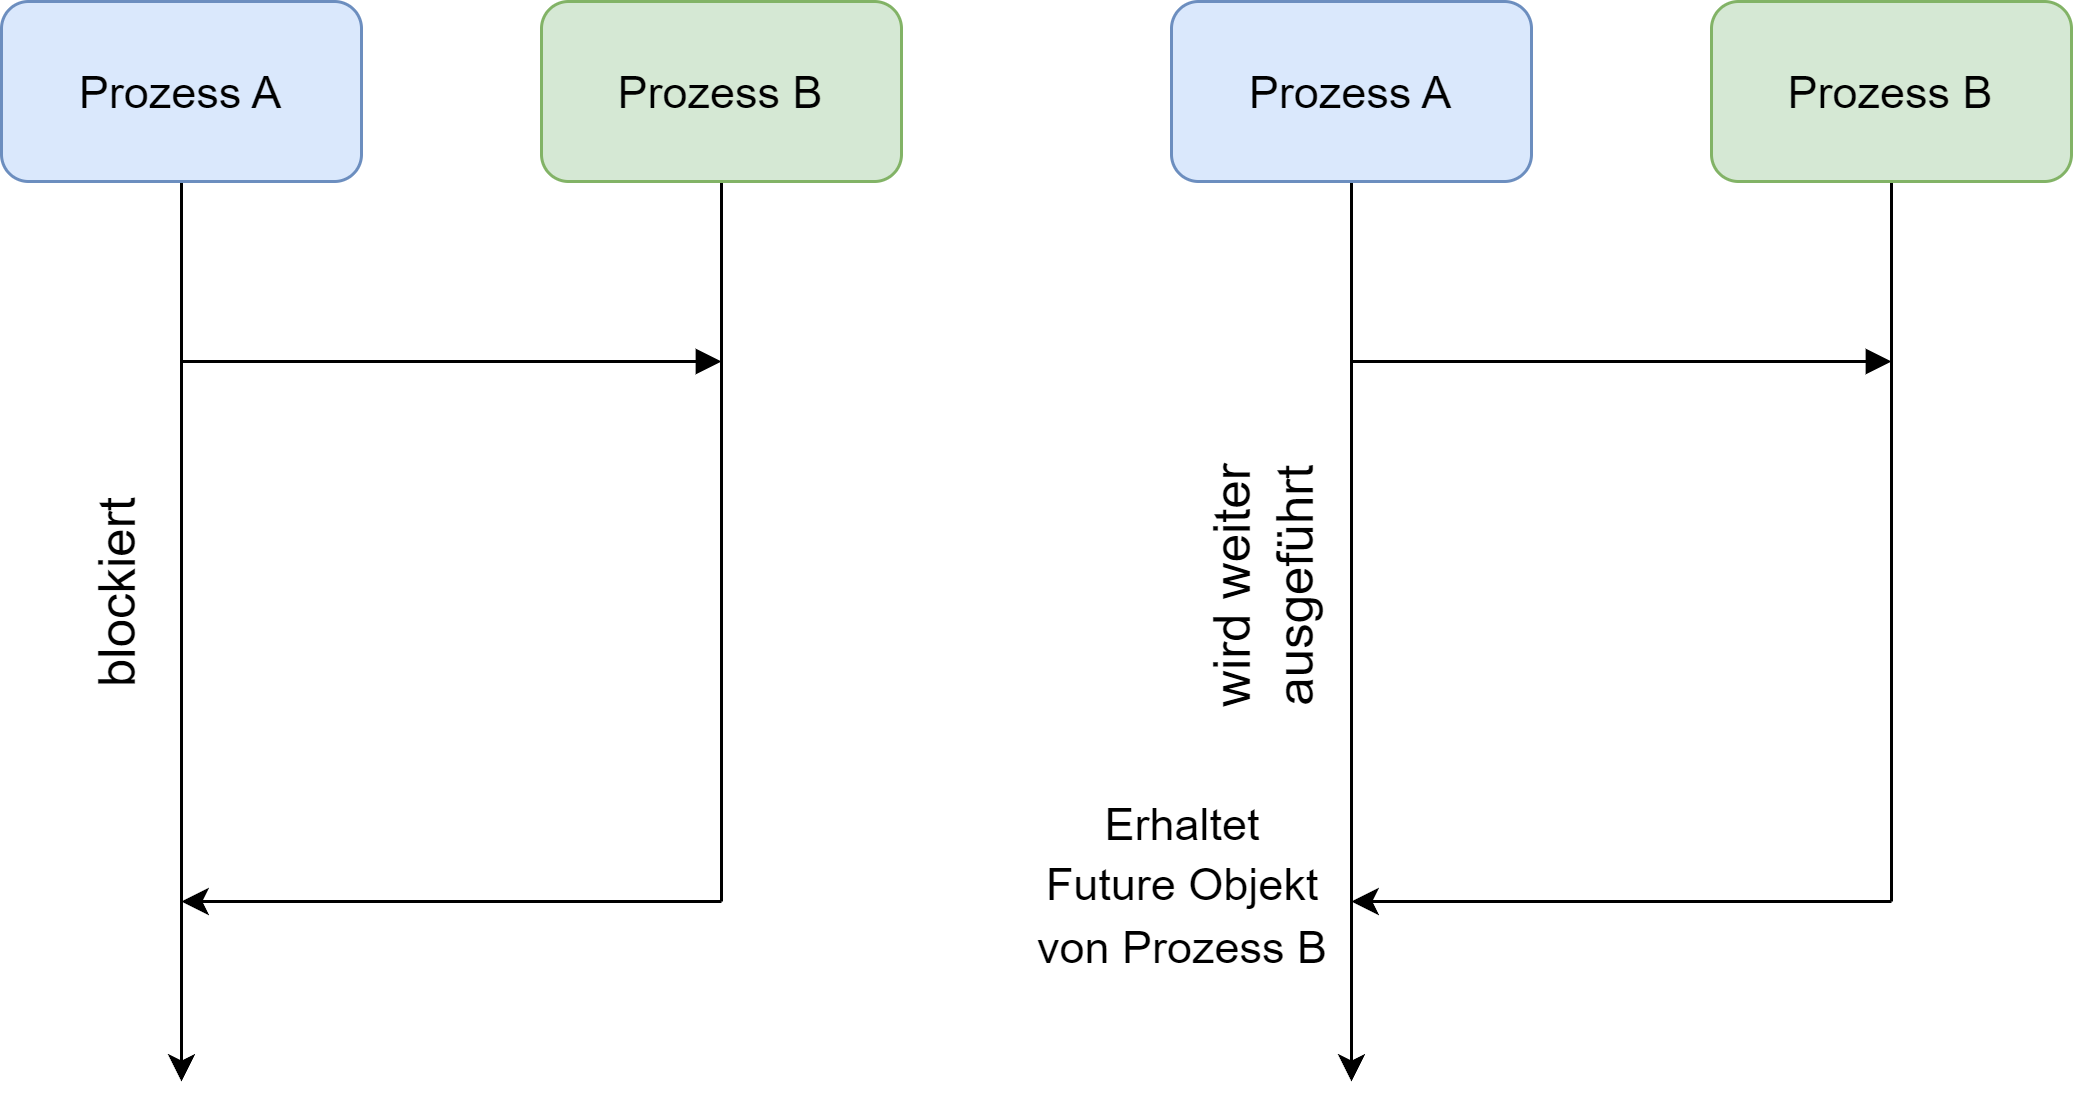 Prozess A
Prozess B
blockiert
Prozess A
Prozess B
wird weiter
ausgeführt
Erhaltet
Future Objekt
von Prozess B